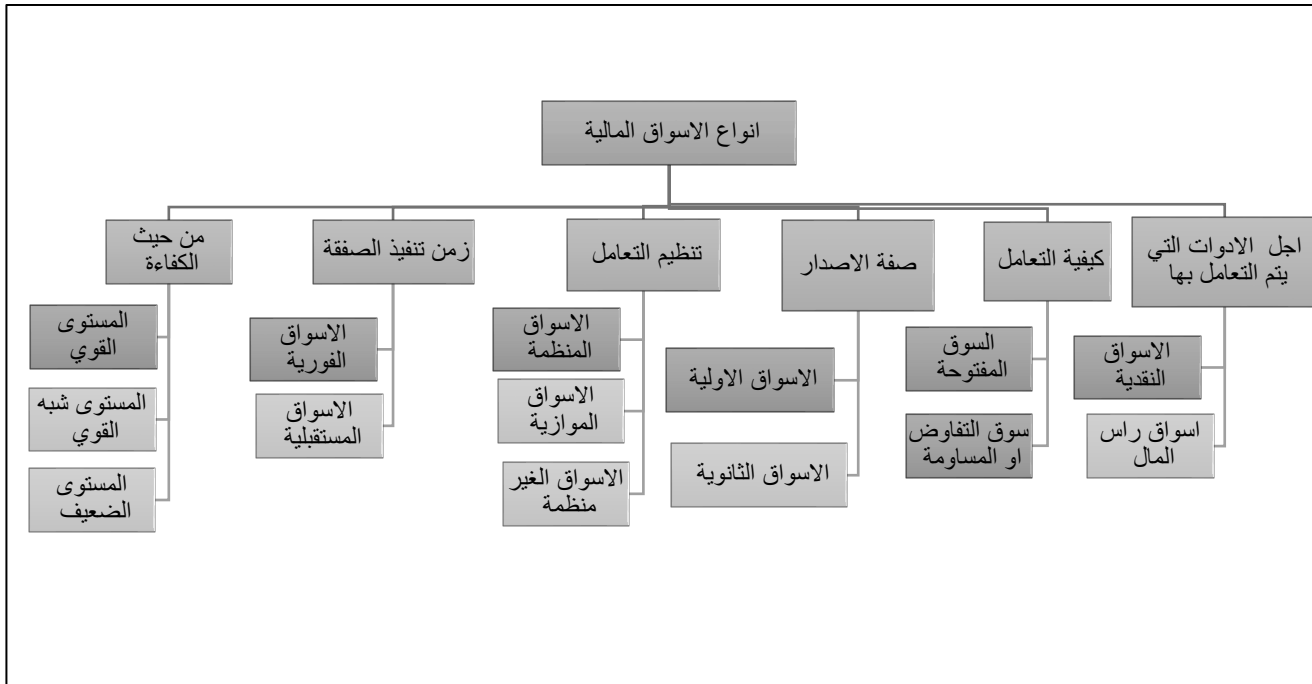 انواع الاسواق المالية
اجل الادوات التي
يتم التعامل بها
الاسواق
النقدية
اسواق راس
المال
كيفية التعامل
السوق
المفتوحة
سوق التفاوض
او المساومة
صفة الاصدار
الاسواق الاولية
الاسواق الثانوية
تنظيم التعامل
الاسواق
المنظمة
الاسواق
الموازية
الاسواق الغير
منظمة
زمن تنفيذ الصفقة
الاسواق
الفورية
الاسواق
المستقبلية
من حيث
الكفاءة
المستوى
القوي
المستوى شبه
القوي
المستوى
الضعيف